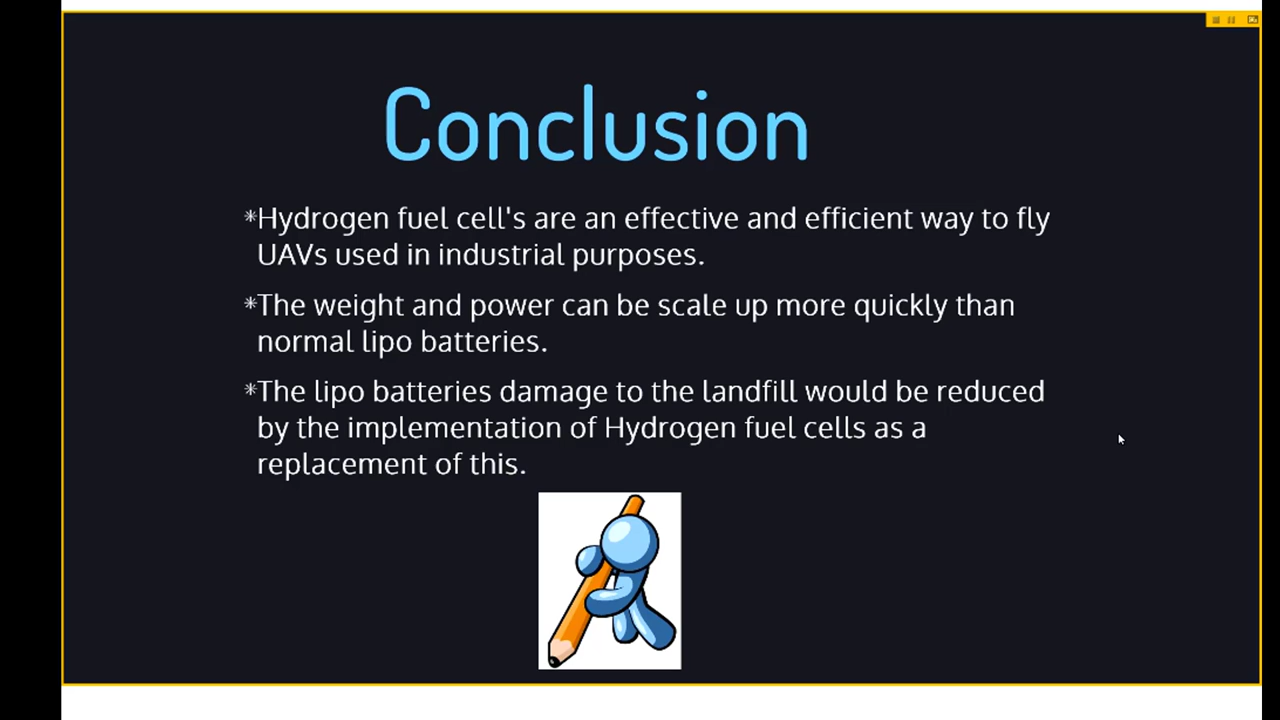 Conclusion
*Hydrogen fuel cell's are an effective and efficient way to fly
UAVs used in industrial purposes.
*The weight and power can be scale up more quickly than
normal lipo batteries.
*The lipo batteries damage to the landfill would be reduced
by the implementation of Hydrogen fuel cells as a
replacement of this.